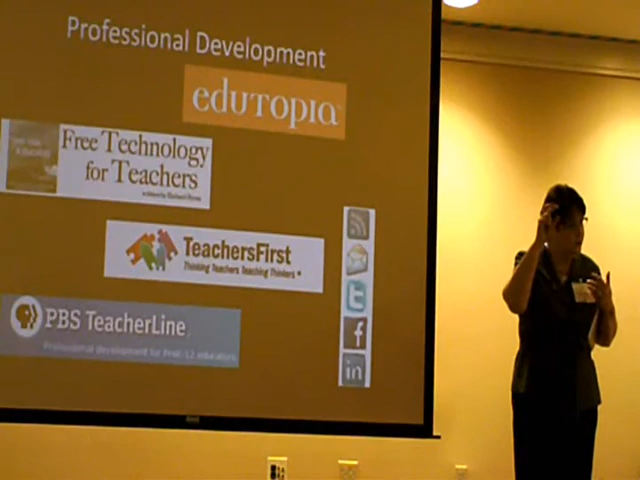 Professional Development
edutopia
Free Technology
for Teachers
TeachersFirst
Thinking Teachers Teaching Thinkers
PBS TeacherLine
Professional development for PreK-12 educators
t
f
in